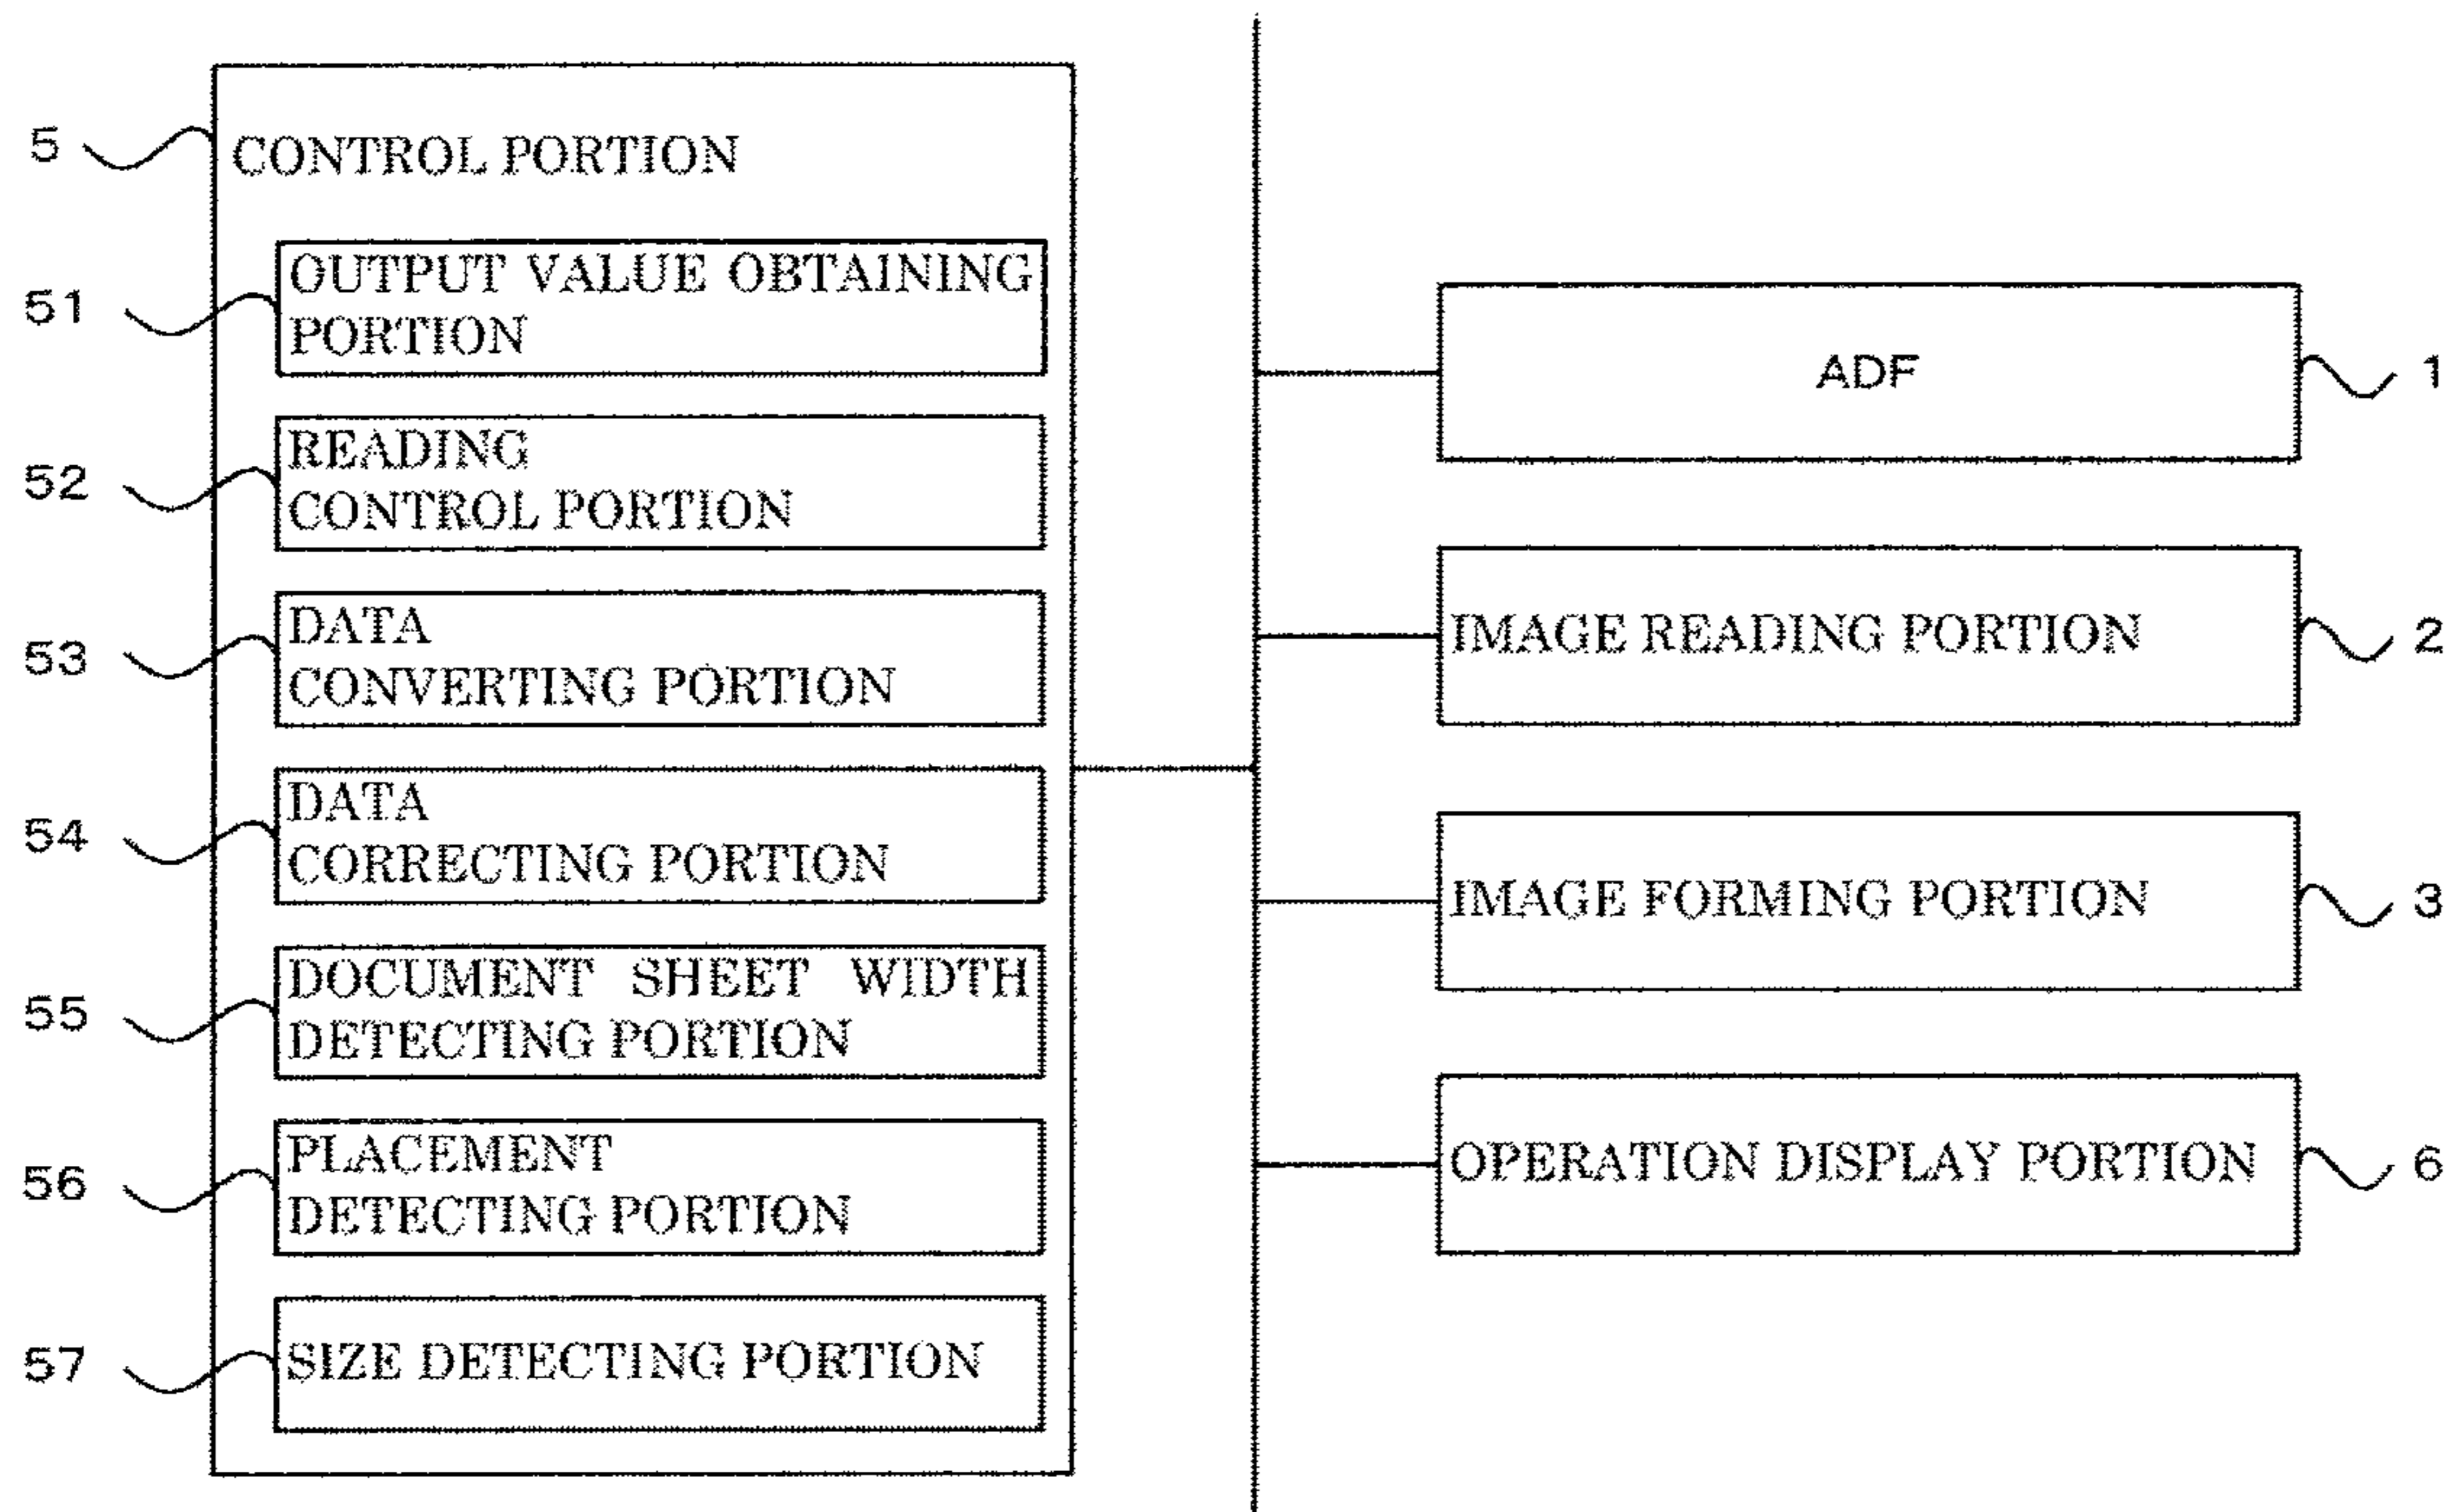 5
CONTROL PORTION
51
OUTPUT VALUE OBTAINING
PORTION
52
READING
CONTROL PORTION
53
DATA
CONVERTING PORTION
54
DATA
CORRECTING PORTION
55
DOCUMENT SHEET WIDTH
DETECTING PORTION
56
PLACEMENT
DETECTING PORTION
57
SIZE DETECTING PORTION
ADF
1
IMAGE READING PORTION
2
IMAGE FORMING PORTION
3
OPERATION DISPLAY PORTION
6